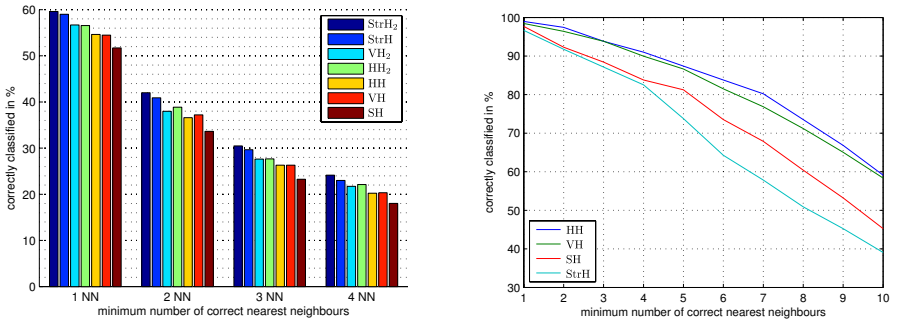 correctly classified in %
60
50
40
30
20
10
0
1 NN
2 NN
3 NN
4 NN
minimum number of correct nearest neighbours
StrH₂
StrH
VH₂
HH₂
HH
VH
SH
correctly classified in %
100
90
80
70
60
50
40
30
1
2
3
4
5
6
7
8
9
10
minimum number of correct nearest neighbours
HH
VH
SH
StrH